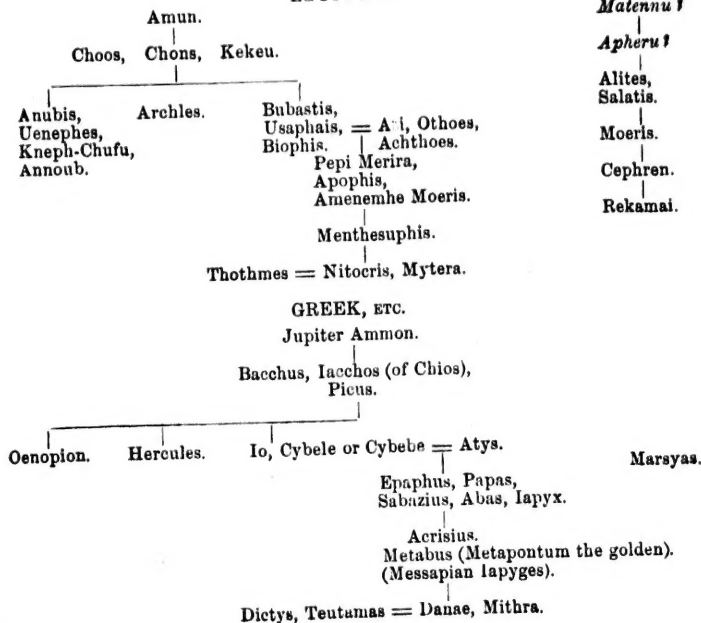 Amun.
Choos, Chons, Kekeu.
Anubis,
Uenephes,
Kneph-Chufu,
Annoub.
Archles.
Bubastis,
Usaphais, = Othoes,
Biophis. Achthoes.
Pepi Merira,
Apophis,
Amenemhe Moeris.
Menthesuphis.
Thothmes = Nitocris, Mytera.
Matennu ?
Apheru ?
Alites,
Salatis.
Moeris.
Cephren.
Rekamai.
GREEK, ETC.
Jupiter Ammon.
Bacchus, Iacchos (of Chios),
Picus.
Oenopion. Hercules. Io, Cybele or Cybebe = Atys. Marsyas.
Epaphus, Papas,
Sabazius, Abas, Iapyx.
Acrisius.
Metabus (Metapontum the golden).
(Messapian Iapyges).
Dictys, Teutamas = Danae, Mithra.